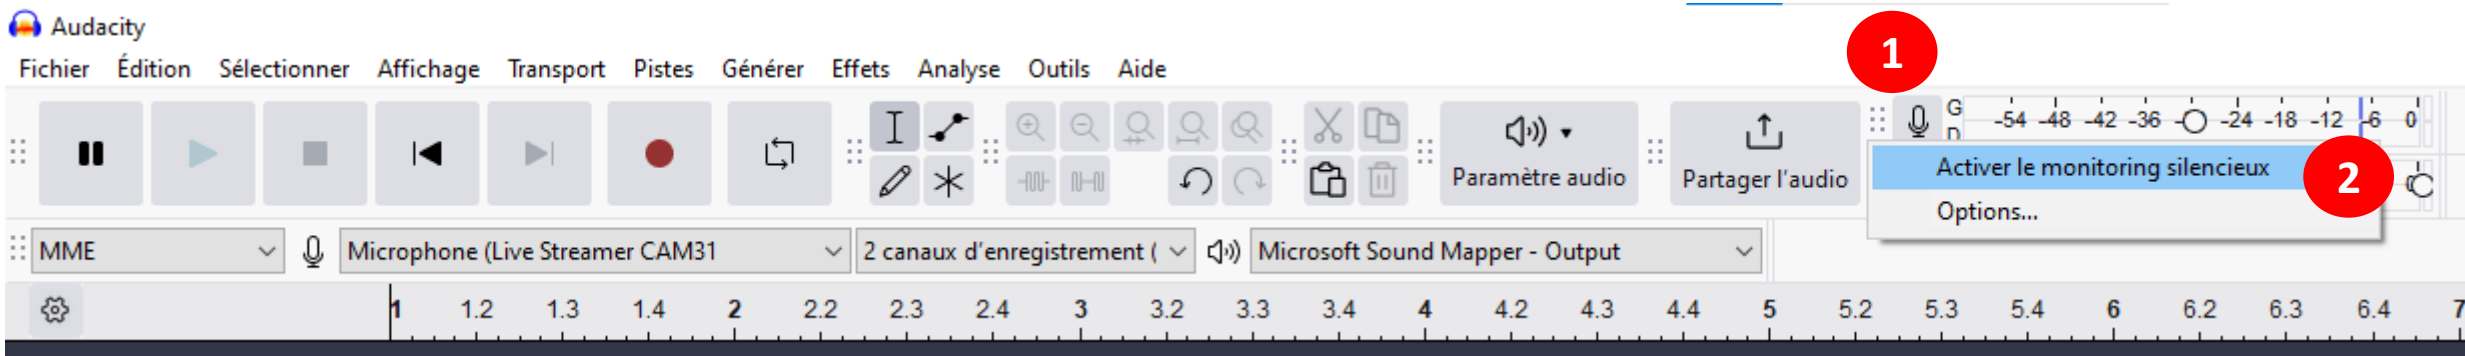 Audacity
Fichier Édition Sélectionner Affichage Transport Pistes Générer Effets Analyse Outils Aide
1
G -54 -48 -42 -36 -24 -18 -12 -6 0
D
Paramètre audio
Partager l'audio
Activer le monitoring silencieux
2
Options...
MME
Microphone (Live Streamer CAM31
2 canaux d'enregistrement (
Microsoft Sound Mapper - Output
1 1.2 1.3 1.4 2 2.2 2.3 2.4 3 3.2 3.3 3.4 4 4.2 4.3 4.4 5 5.2 5.3 5.4 6 6.2 6.3 6.4 7